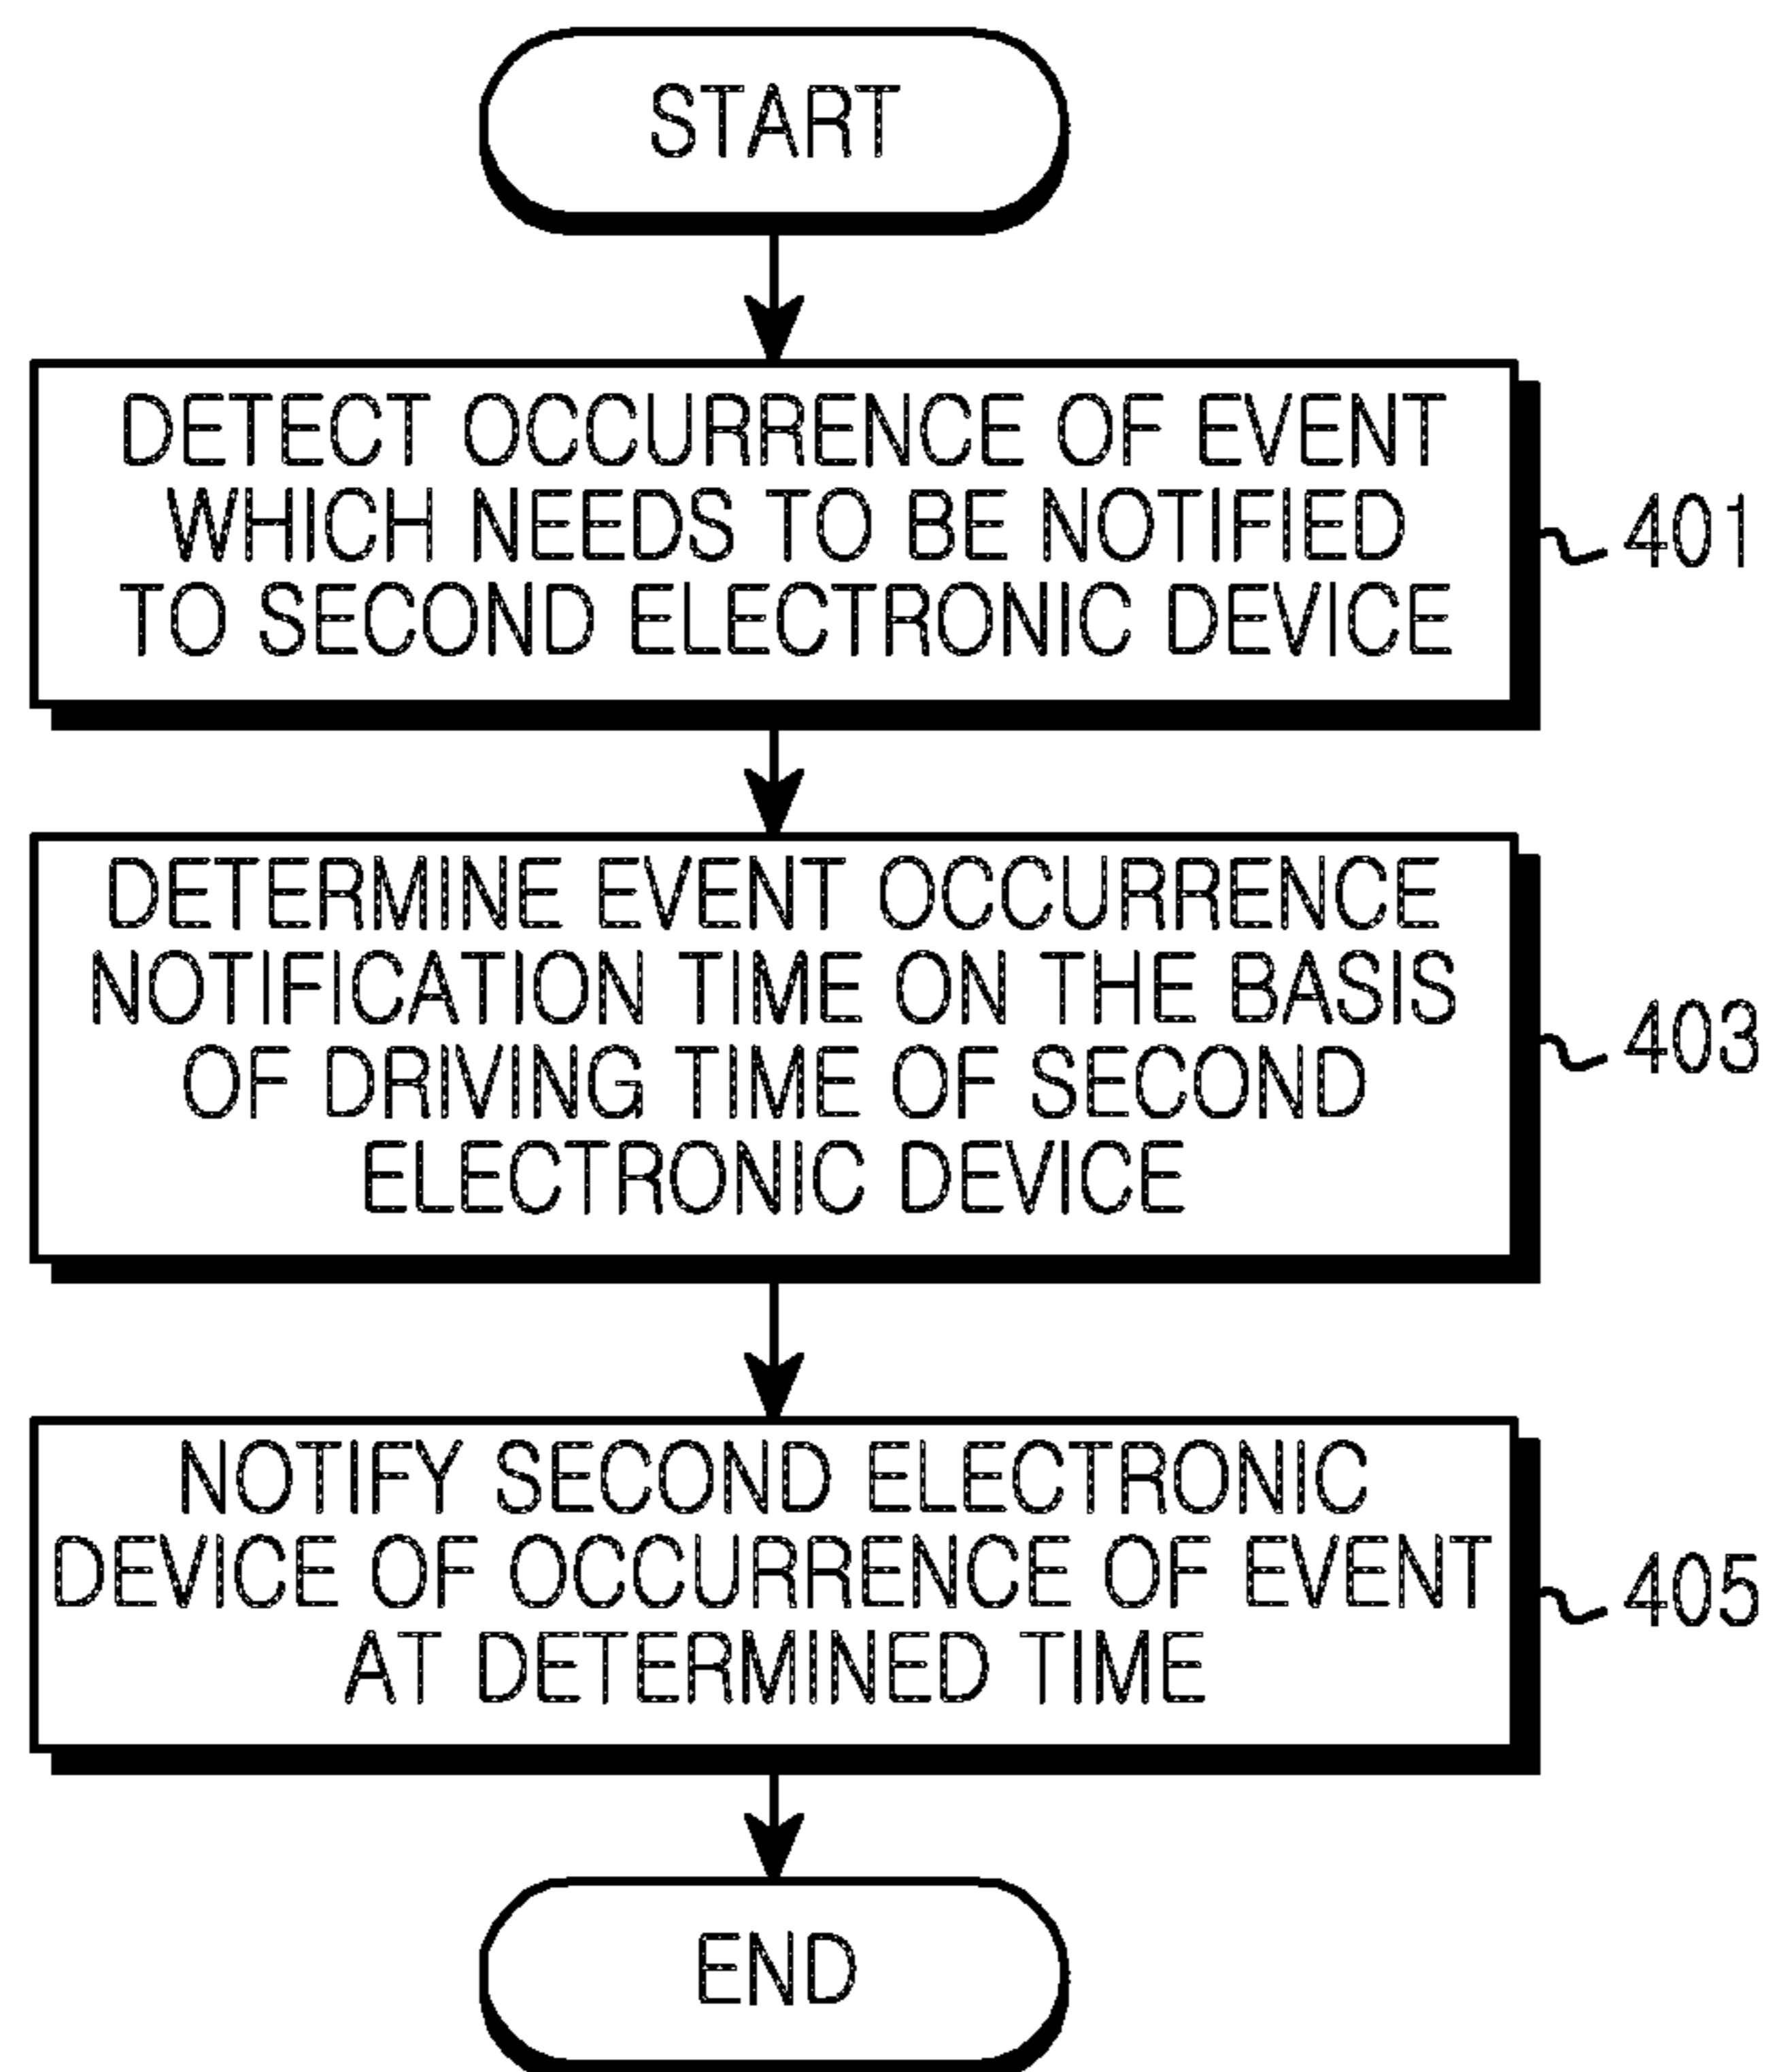 START
DETECT OCCURRENCE OF EVENT
WHICH NEEDS TO BE NOTIFIED
TO SECOND ELECTRONIC DEVICE
401
DETERMINE EVENT OCCURRENCE
NOTIFICATION TIME ON THE BASIS
OF DRIVING TIME OF SECOND
ELECTRONIC DEVICE
403
NOTIFY SECOND ELECTRONIC
DEVICE OF OCCURRENCE OF EVENT
AT DETERMINED TIME
405
END